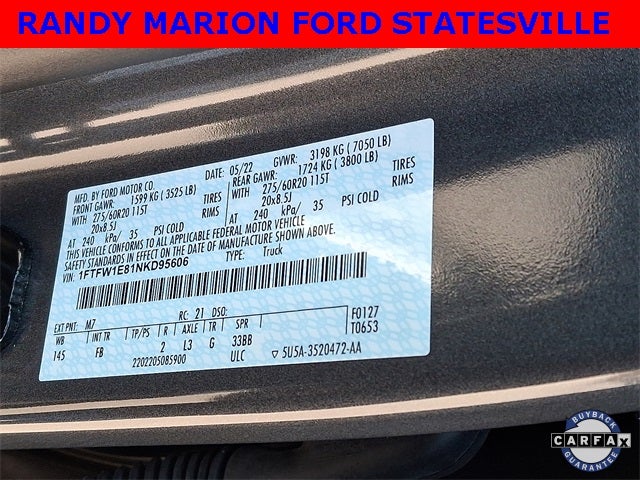 RANDY MARION FORD STATESVILLE
MFD. BY FORD MOTOR CO.
DATE: 05/22 GVWR: 3198 KG ( 7050 LB)
FRONT GAWR: 1599 KG ( 3525 LB)
REAR GAWR: 1724 KG ( 3800 LB)
WITH 275/60R20 115T TIRES
WITH 275/60R20 115T TIRES
20x8.5J RIMS
20x8.5J RIMS
AT 240 kPa/ 35 PSI COLD
AT 240 kPa/ 35 PSI COLD
THIS VEHICLE CONFORMS TO ALL APPLICABLE FEDERAL MOTOR VEHICLE
SAFETY STANDARDS IN EFFECT ON THE DATE OF MANUFACTURE SHOWN ABOVE.
VIN: 1FTFW1E81NKD95606 TYPE: Truck
EXT PNT: M7 RC: 21 DSO: F0127
WB INT TR TP/PS R AXLE TR SPR T0653
145 FB 2 L3 G 33BB
2202205085900 ULC 5U5A-3520472-AA
BUYBACK
CARFAX
GUARANTEE